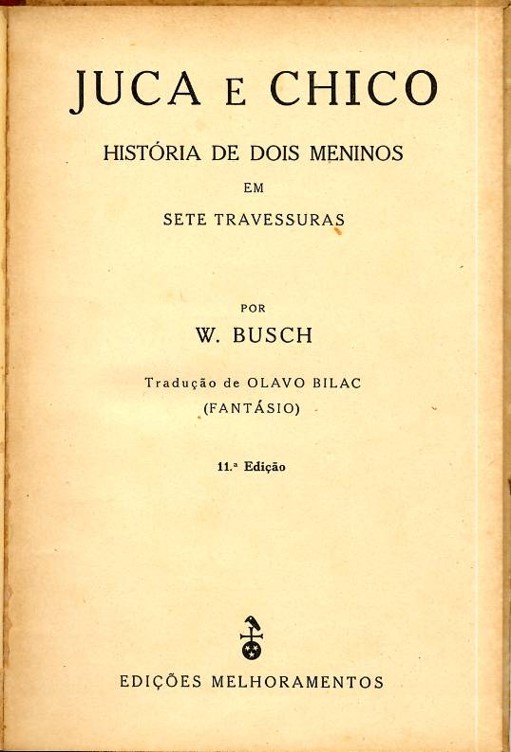 JUCA E CHICO
HISTÓRIA DE DOIS MENINOS
EM
SETE TRAVESSURAS
POR
W. BUSCH
Tradução de OLAVO BILAC
(FANTÁSIO)
11.ª Edição
EDIÇÕES MELHORAMENTOS